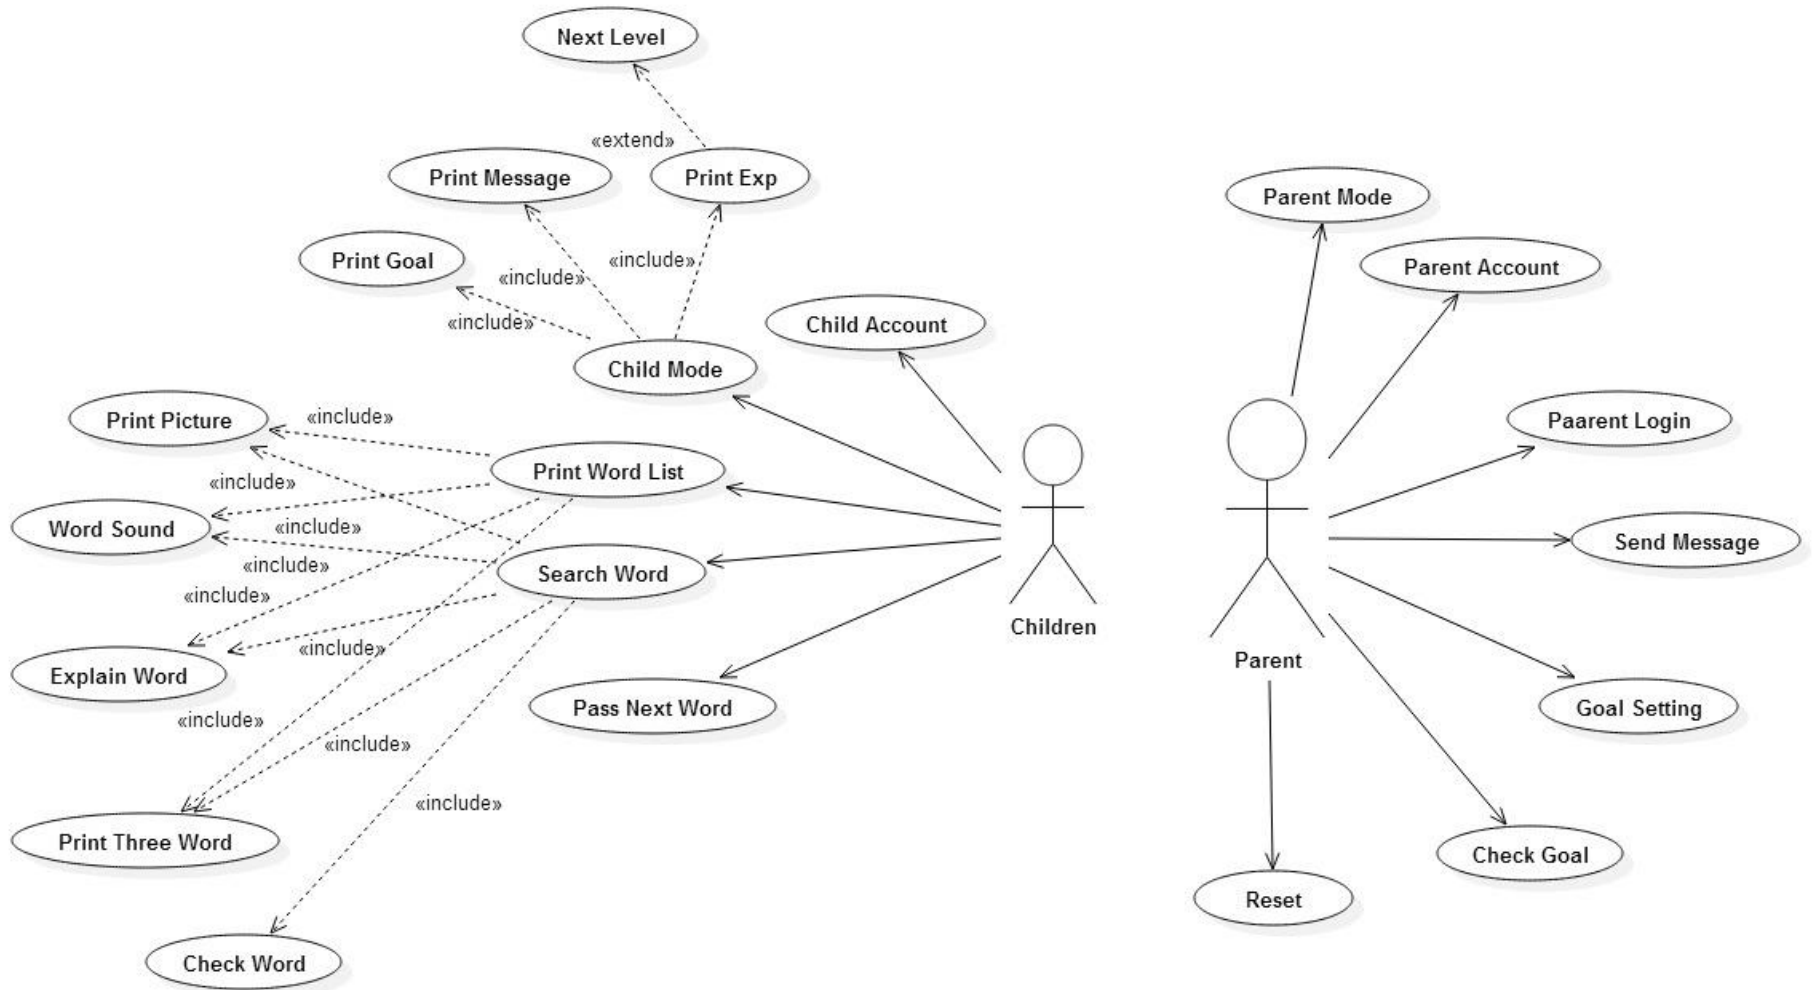 Next Level
«extend»
Print Message
Print Exp
Parent Mode
Print Goal
«include»
«include»
Parent Account
«include»
Child Account
Child Mode
Print Picture
«include»
Paarent Login
Print Word List
«include»
Word Sound
«include»
Send Message
«include»
Search Word
«include»
Children
«include»
Parent
Explain Word
Pass Next Word
Goal Setting
«include»
«include»
«include»
Print Three Word
Check Goal
Reset
Check Word